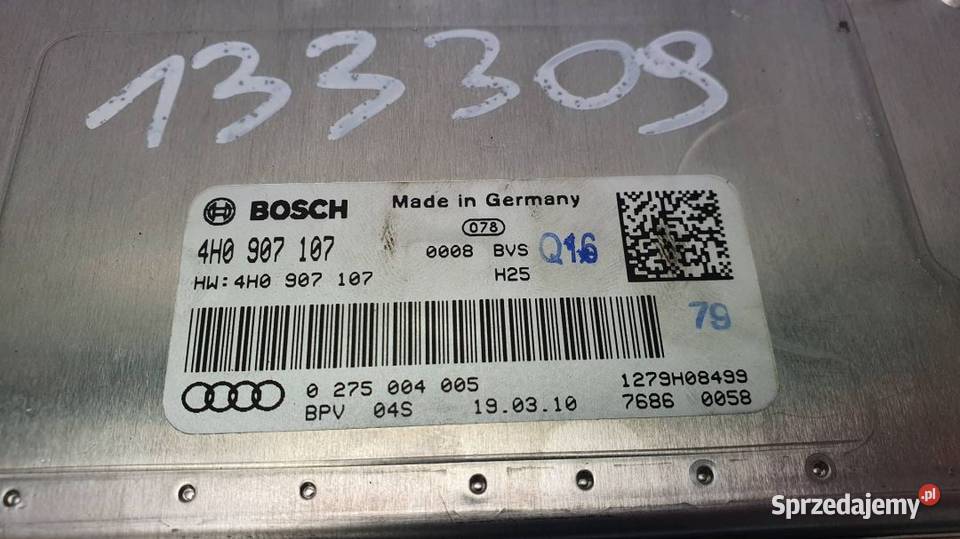 133309
BOSCH Made in Germany
078
4H0 907 107 0008 BVS Q16
HW:4H0 907 107 H25
79
0 275 004 005 1279H08499
BPV 04S 19.03.10 7686 0058
Sprzedajemy.pl